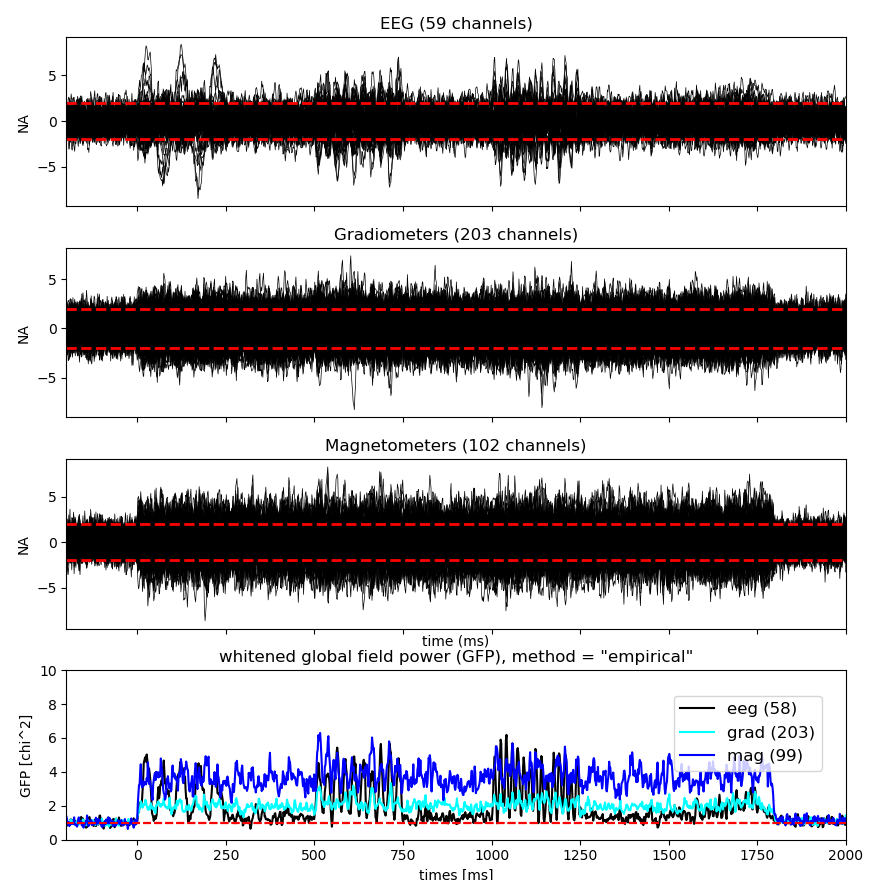 EEG (59 channels)
5
0
−5
NA
Gradiometers (203 channels)
5
0
−5
NA
Magnetometers (102 channels)
5
0
−5
NA
time (ms)
whitened global field power (GFP), method = "empirical"
10
8
6
4
2
0
GFP [chi^2]
eeg (58)
grad (203)
mag (99)
0 250 500 750 1000 1250 1500 1750 2000
times [ms]